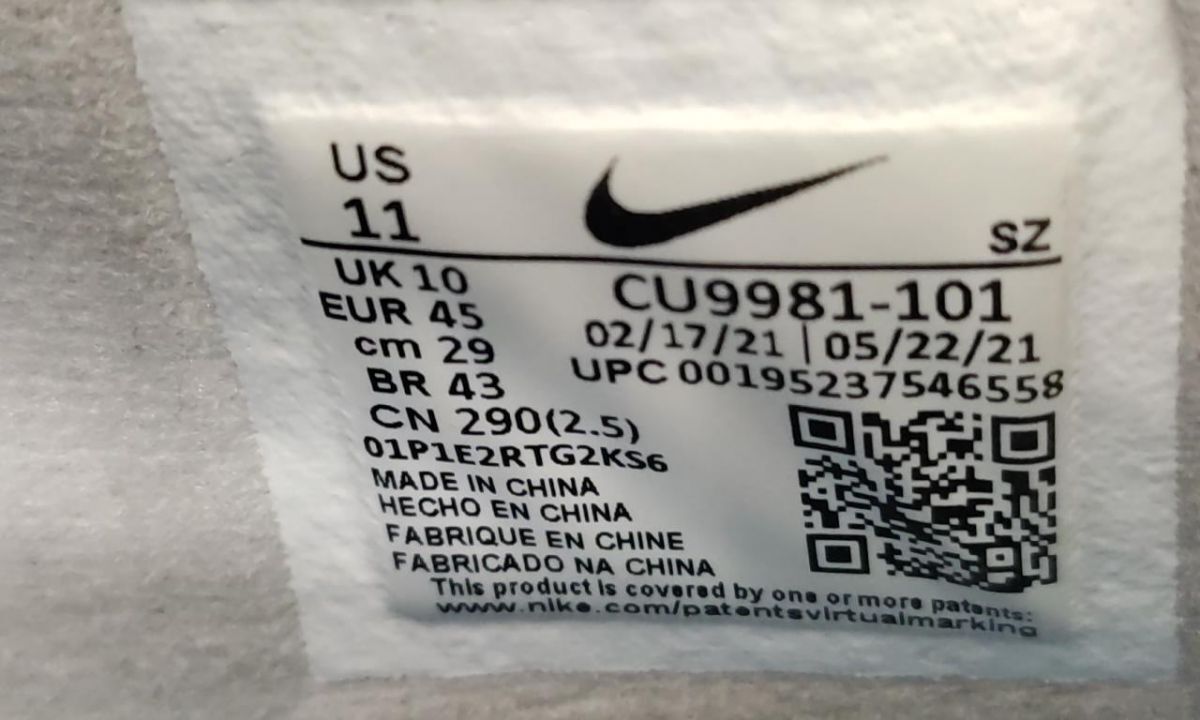 US
11
SZ
UK 10
EUR 45
cm 29
BR 43
CN 290(2.5)
CU9981-101
02/17/21 | 05/22/21
UPC 00195237546558
01P1E2RTG2KS6
MADE IN CHINA
HECHO EN CHINA
FABRIQUE EN CHINE
FABRICADO NA CHINA
This product is covered by one or more patents:
www.nike.com/patentsvirtualmarking